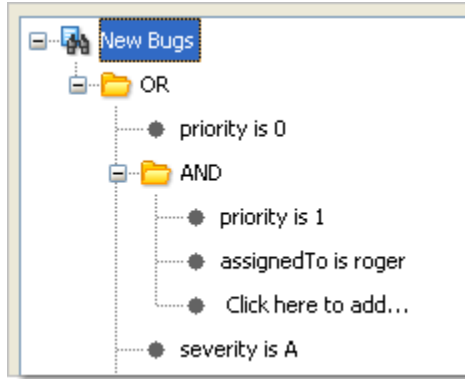 New Bugs
OR
priority is 0
AND
priority is 1
assignedTo is roger
Click here to add...
severity is A